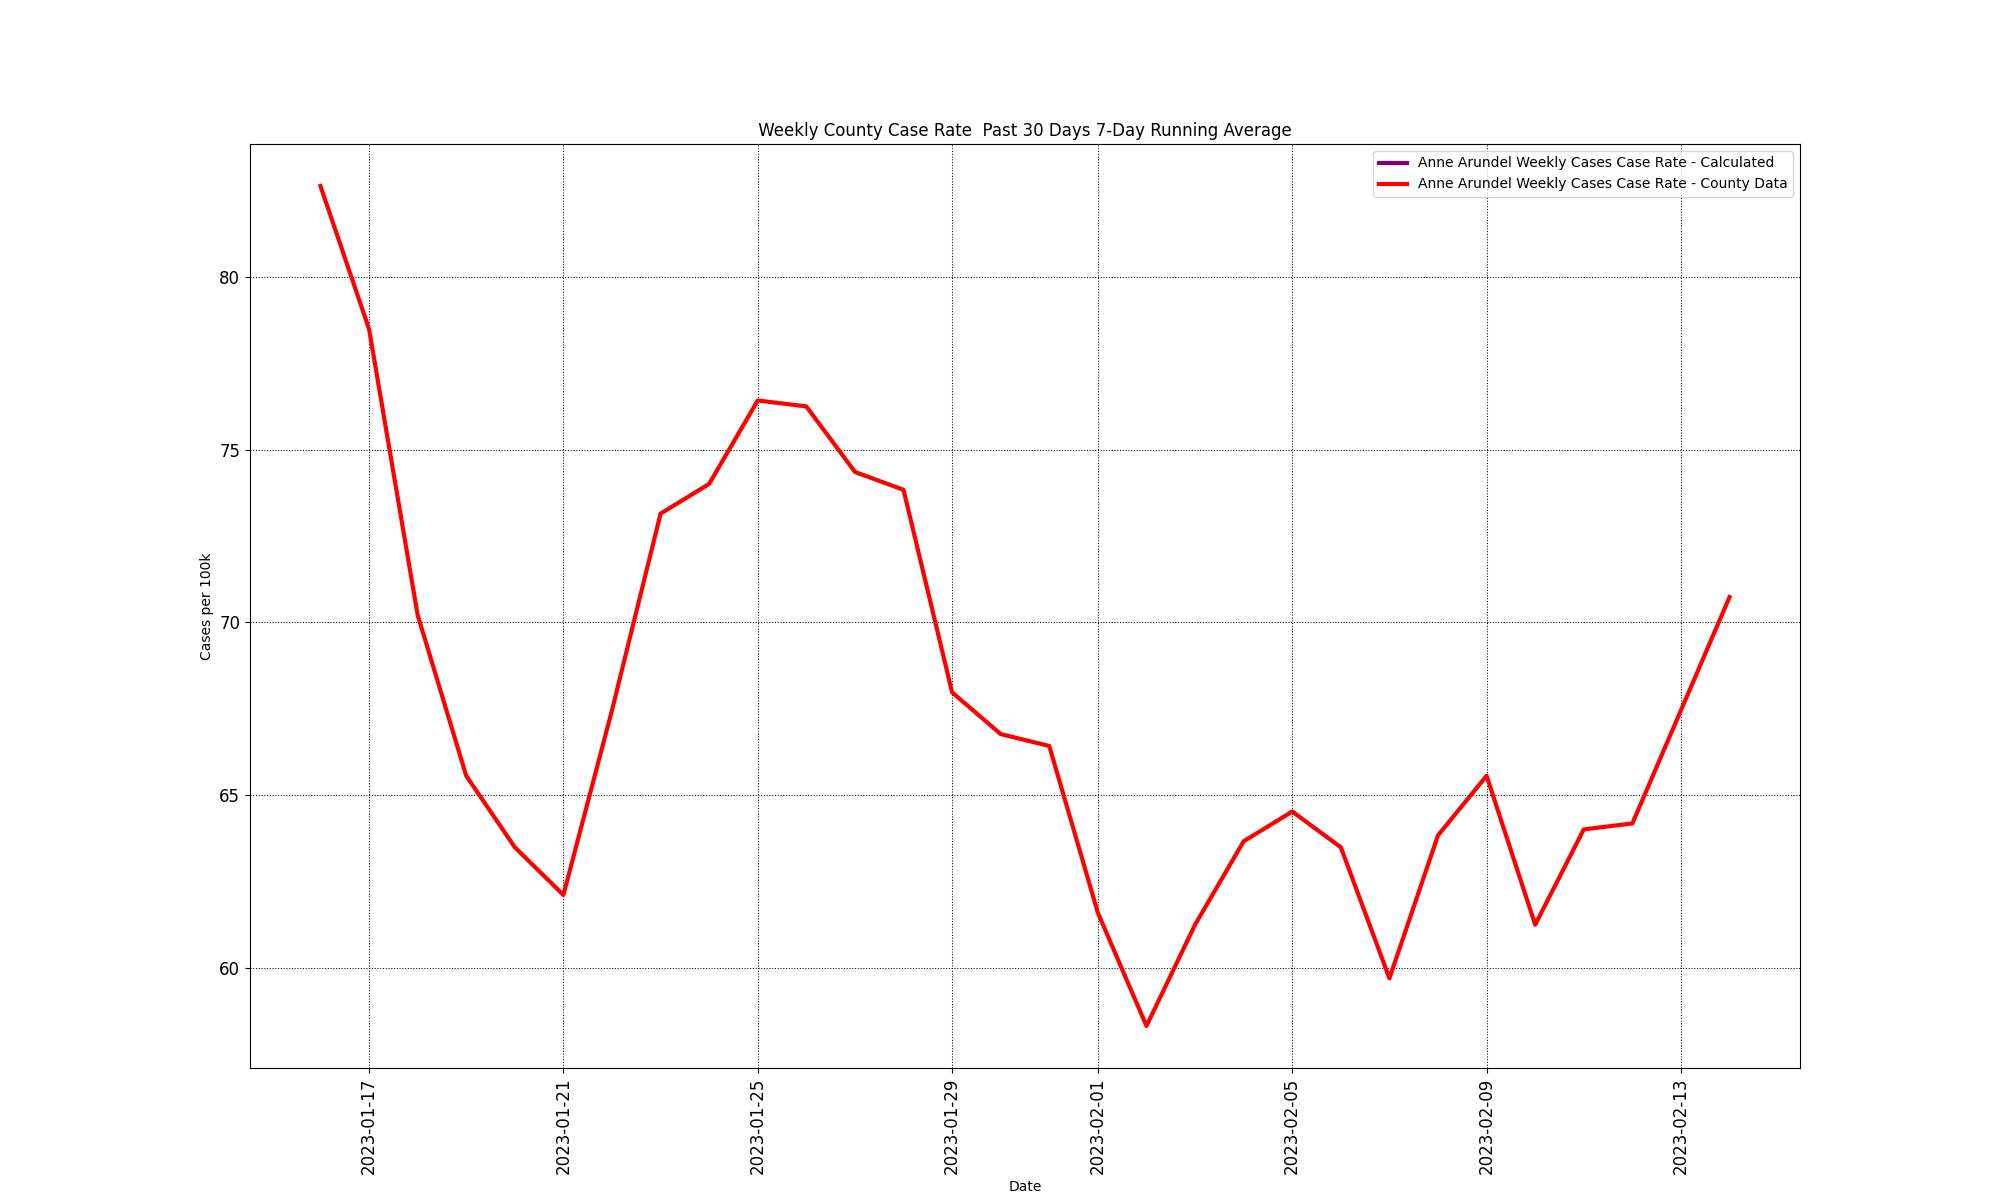 Weekly County Case Rate  Past 30 Days 7-Day Running Average
Anne Arundel Weekly Cases Case Rate - Calculated
Anne Arundel Weekly Cases Case Rate - County Data
80
75
70
65
60
Cases per 100k
2023-01-17
2023-01-21
2023-01-25
2023-01-29
2023-02-01
2023-02-05
2023-02-09
2023-02-13
Date